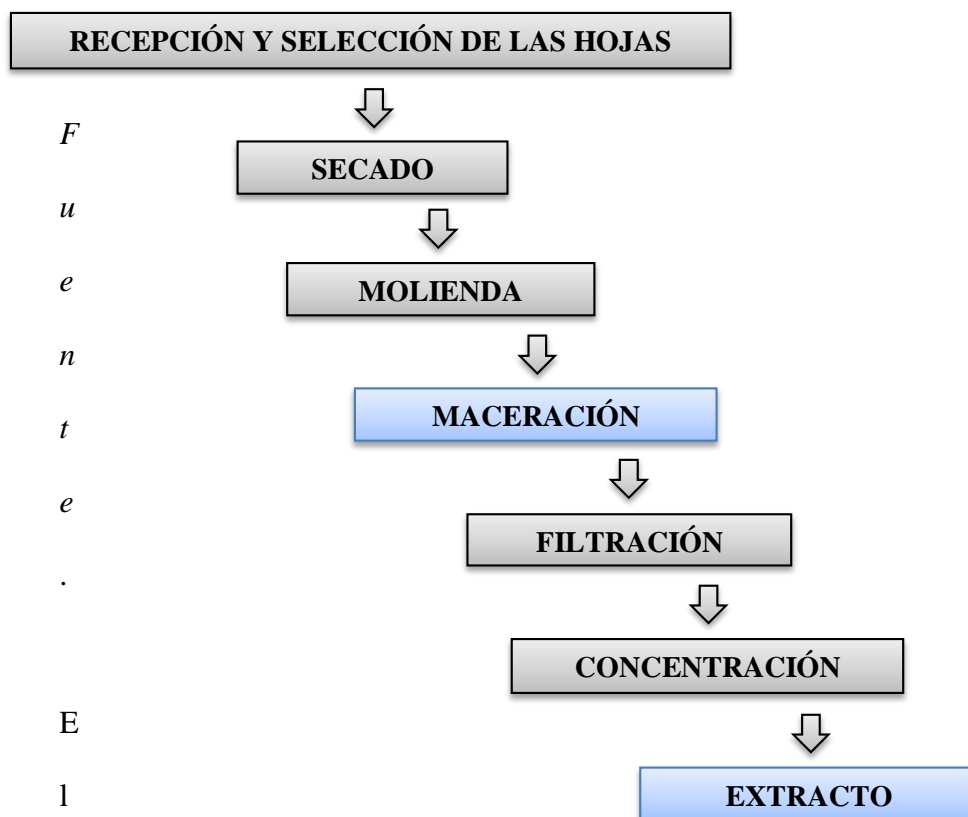 RECEPCIÓN Y SELECCIÓN DE LAS HOJAS
F
SECADO
u
e
MOLIENDA
n
MACERACIÓN
t
e
FILTRACIÓN
.
CONCENTRACIÓN
E
l
EXTRACTO